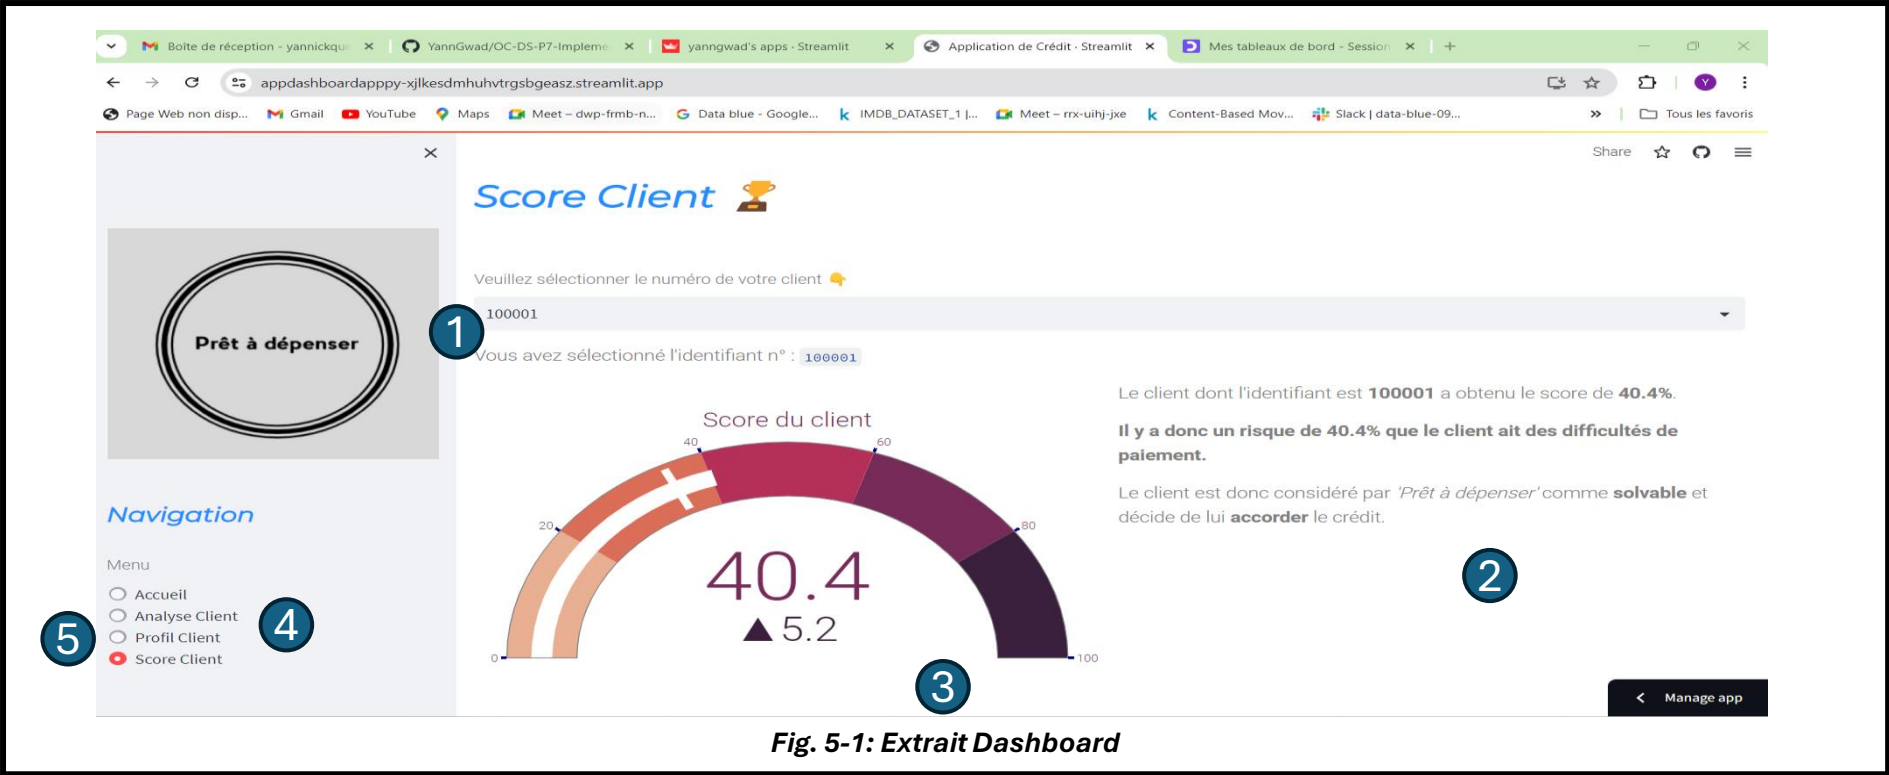 Boîte de réception - yannickqu
YannGwad/OC-DS-P7-Impleme
yanngwad's apps · Streamlit
Application de Crédit · Streamlit
Mes tableaux de bord - Session
appdashboardapppy-xjlkesdmhuhvtrgsbgeasz.streamlit.app
Y
Page Web non disp...
Gmail
YouTube
Maps
Meet – dwp-frmb-n...
Data blue - Google...
IMDB_DATASET_1 |...
Meet – rrx-uihj-jxe
Content-Based Mov...
Slack | data-blue-09...
Tous les favoris
Share
Score Client
Prêt à dépenser
Veuillez sélectionner le numéro de votre client
1
100001
Vous avez sélectionné l'identifiant n° : 100001
Navigation
Menu
Accueil
Analyse Client
Profil Client
Score Client
4
5
Score du client
0
20
40
60
80
100
40.4
▲5.2
3
Le client dont l'identifiant est 100001 a obtenu le score de 40.4%.
Il y a donc un risque de 40.4% que le client ait des difficultés de
paiement.
Le client est donc considéré par 'Prêt à dépenser' comme solvable et
décide de lui accorder le crédit.
2
Manage app
Fig. 5-1: Extrait Dashboard